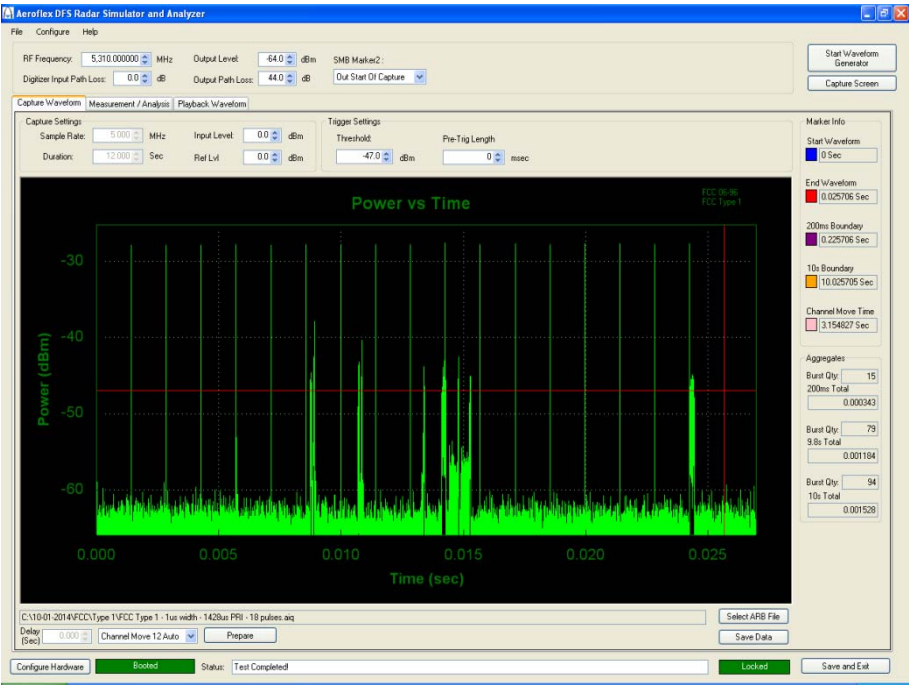 Aeroflex DFS Radar Simulator and Analyzer
File Configure Help
RF Frequency: 5,310.000000 MHz Output Level: -64.0 dBm SMB Marker2 :
Digitizer Input Path Loss: 0.0 dB Output Path Loss: 44.0 dB Out Start Of Capture
Start Waveform Generator
Capture Screen
Capture Waveform Measurement / Analysis Playback Waveform
Capture Settings
Sample Rate: 5.000 MHz Input Level: 0.0 dBm
Duration: 12.000 Sec Ref Lvl 0.0 dBm
Trigger Settings
Threshold: Pre-Trig Length
-47.0 dBm 0 msec
Power vs Time
FCC 06-96
FCC Type 1
Power (dBm)
-30
-40
-50
-60
0.000 0.005 0.010 0.015 0.020 0.025
Time (sec)
Marker Info
Start Waveform
0 Sec
End Waveform
0.025706 Sec
200ms Boundary
0.225706 Sec
10s Boundary
10.025705 Sec
Channel Move Time
3.154827 Sec
Aggregates
Burst Qty: 15
200ms Total
0.000343
Burst Qty: 79
9.8s Total
0.001184
Burst Qty: 94
10s Total
0.001528
C:\10-01-2014\FCC\Type 1\FCC Type 1 - 1us width - 1428us PRI - 18 pulses.aiq
Select ARB File
Delay (Sec) 0.000 Channel Move 12 Auto Prepare
Save Data
Configure Hardware Booted Status: Test Completed! Locked Save and Exit